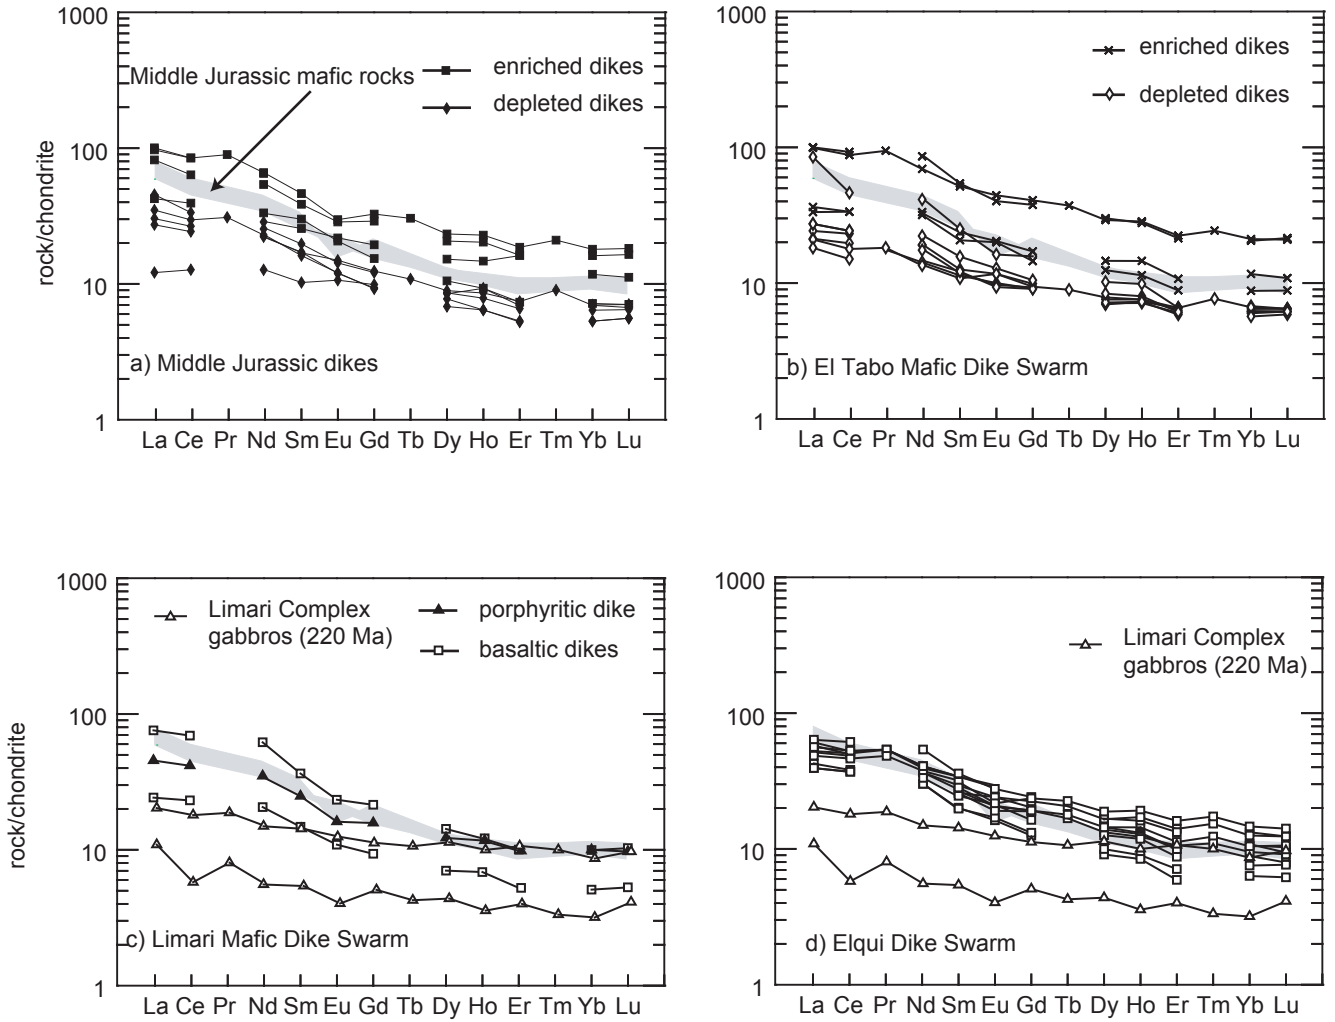 1000
100
10
1
rock/chondrite
Middle Jurassic mafic rocks
enriched dikes
depleted dikes
a) Middle Jurassic dikes
La Ce Pr Nd Sm Eu Gd Tb Dy Ho Er Tm Yb Lu
1000
100
10
1
enriched dikes
depleted dikes
b) El Tabo Mafic Dike Swarm
La Ce Pr Nd Sm Eu Gd Tb Dy Ho Er Tm Yb Lu
1000
100
10
1
rock/chondrite
Limari Complex
gabbros (220 Ma)
porphyritic dike
basaltic dikes
c) Limari Mafic Dike Swarm
La Ce Pr Nd Sm Eu Gd Tb Dy Ho Er Tm Yb Lu
1000
100
10
1
Limari Complex
gabbros (220 Ma)
d) Elqui Dike Swarm
La Ce Pr Nd Sm Eu Gd Tb Dy Ho Er Tm Yb Lu